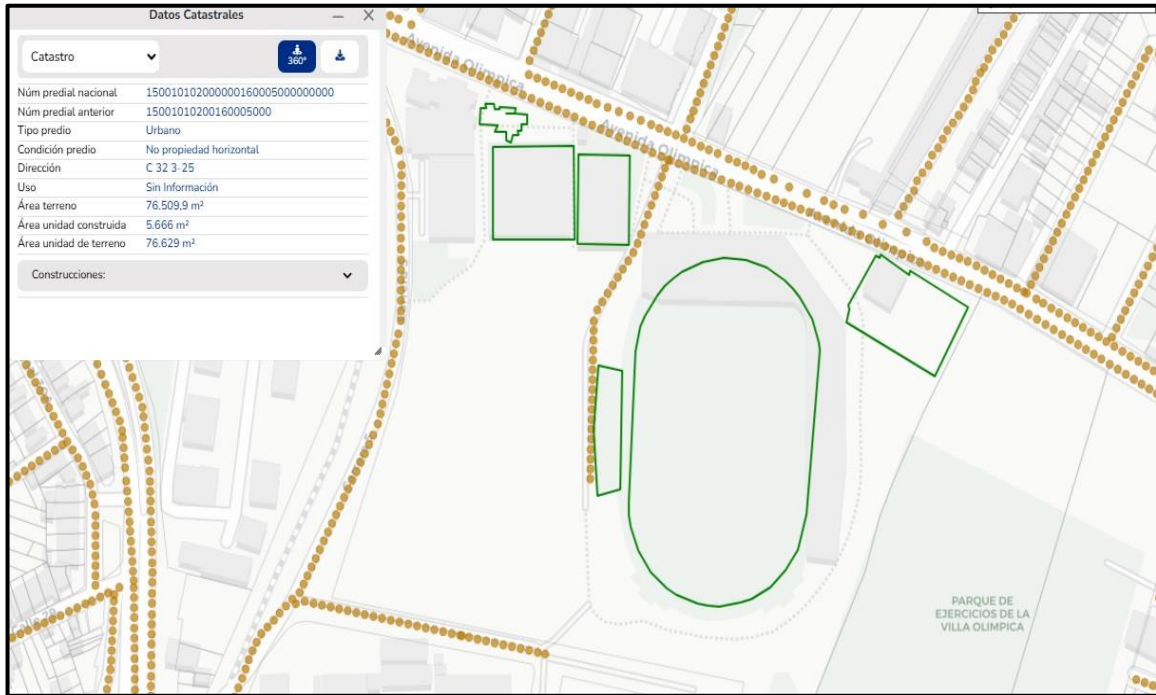 Datos Catastrales
Catastro
360°
Núm predial nacional 150010102000000160005000000000
Núm predial anterior 15001010200160005000
Tipo predio Urbano
Condición predio No propiedad horizontal
Dirección C 32 3-25
Uso Sin Información
Área terreno 76.509,9 m²
Área unidad construida 5.666 m²
Área unidad de terreno 76.629 m²
Construcciones:
Avenida Olímpica
Avenida Olímpica
PARQUE DE
EJERCICIOS DE LA
VILLA OLIMPICA